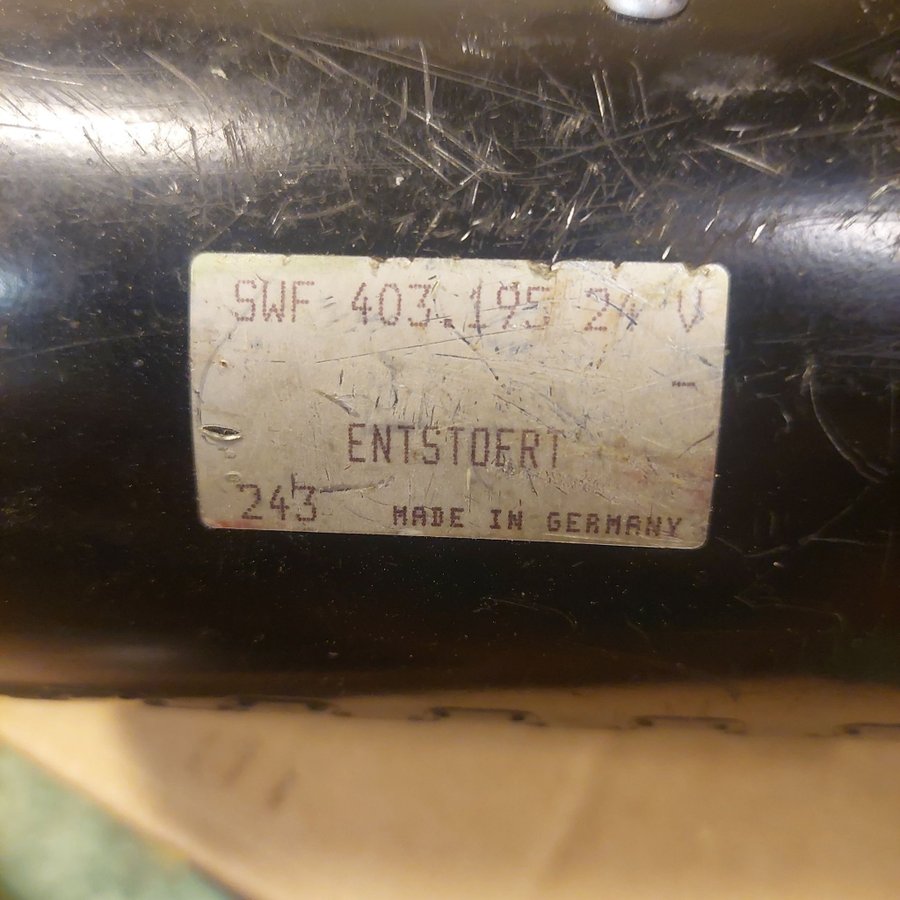 SWF 403.195 24 V
-
ENTSTOERT
243 MADE IN GERMANY